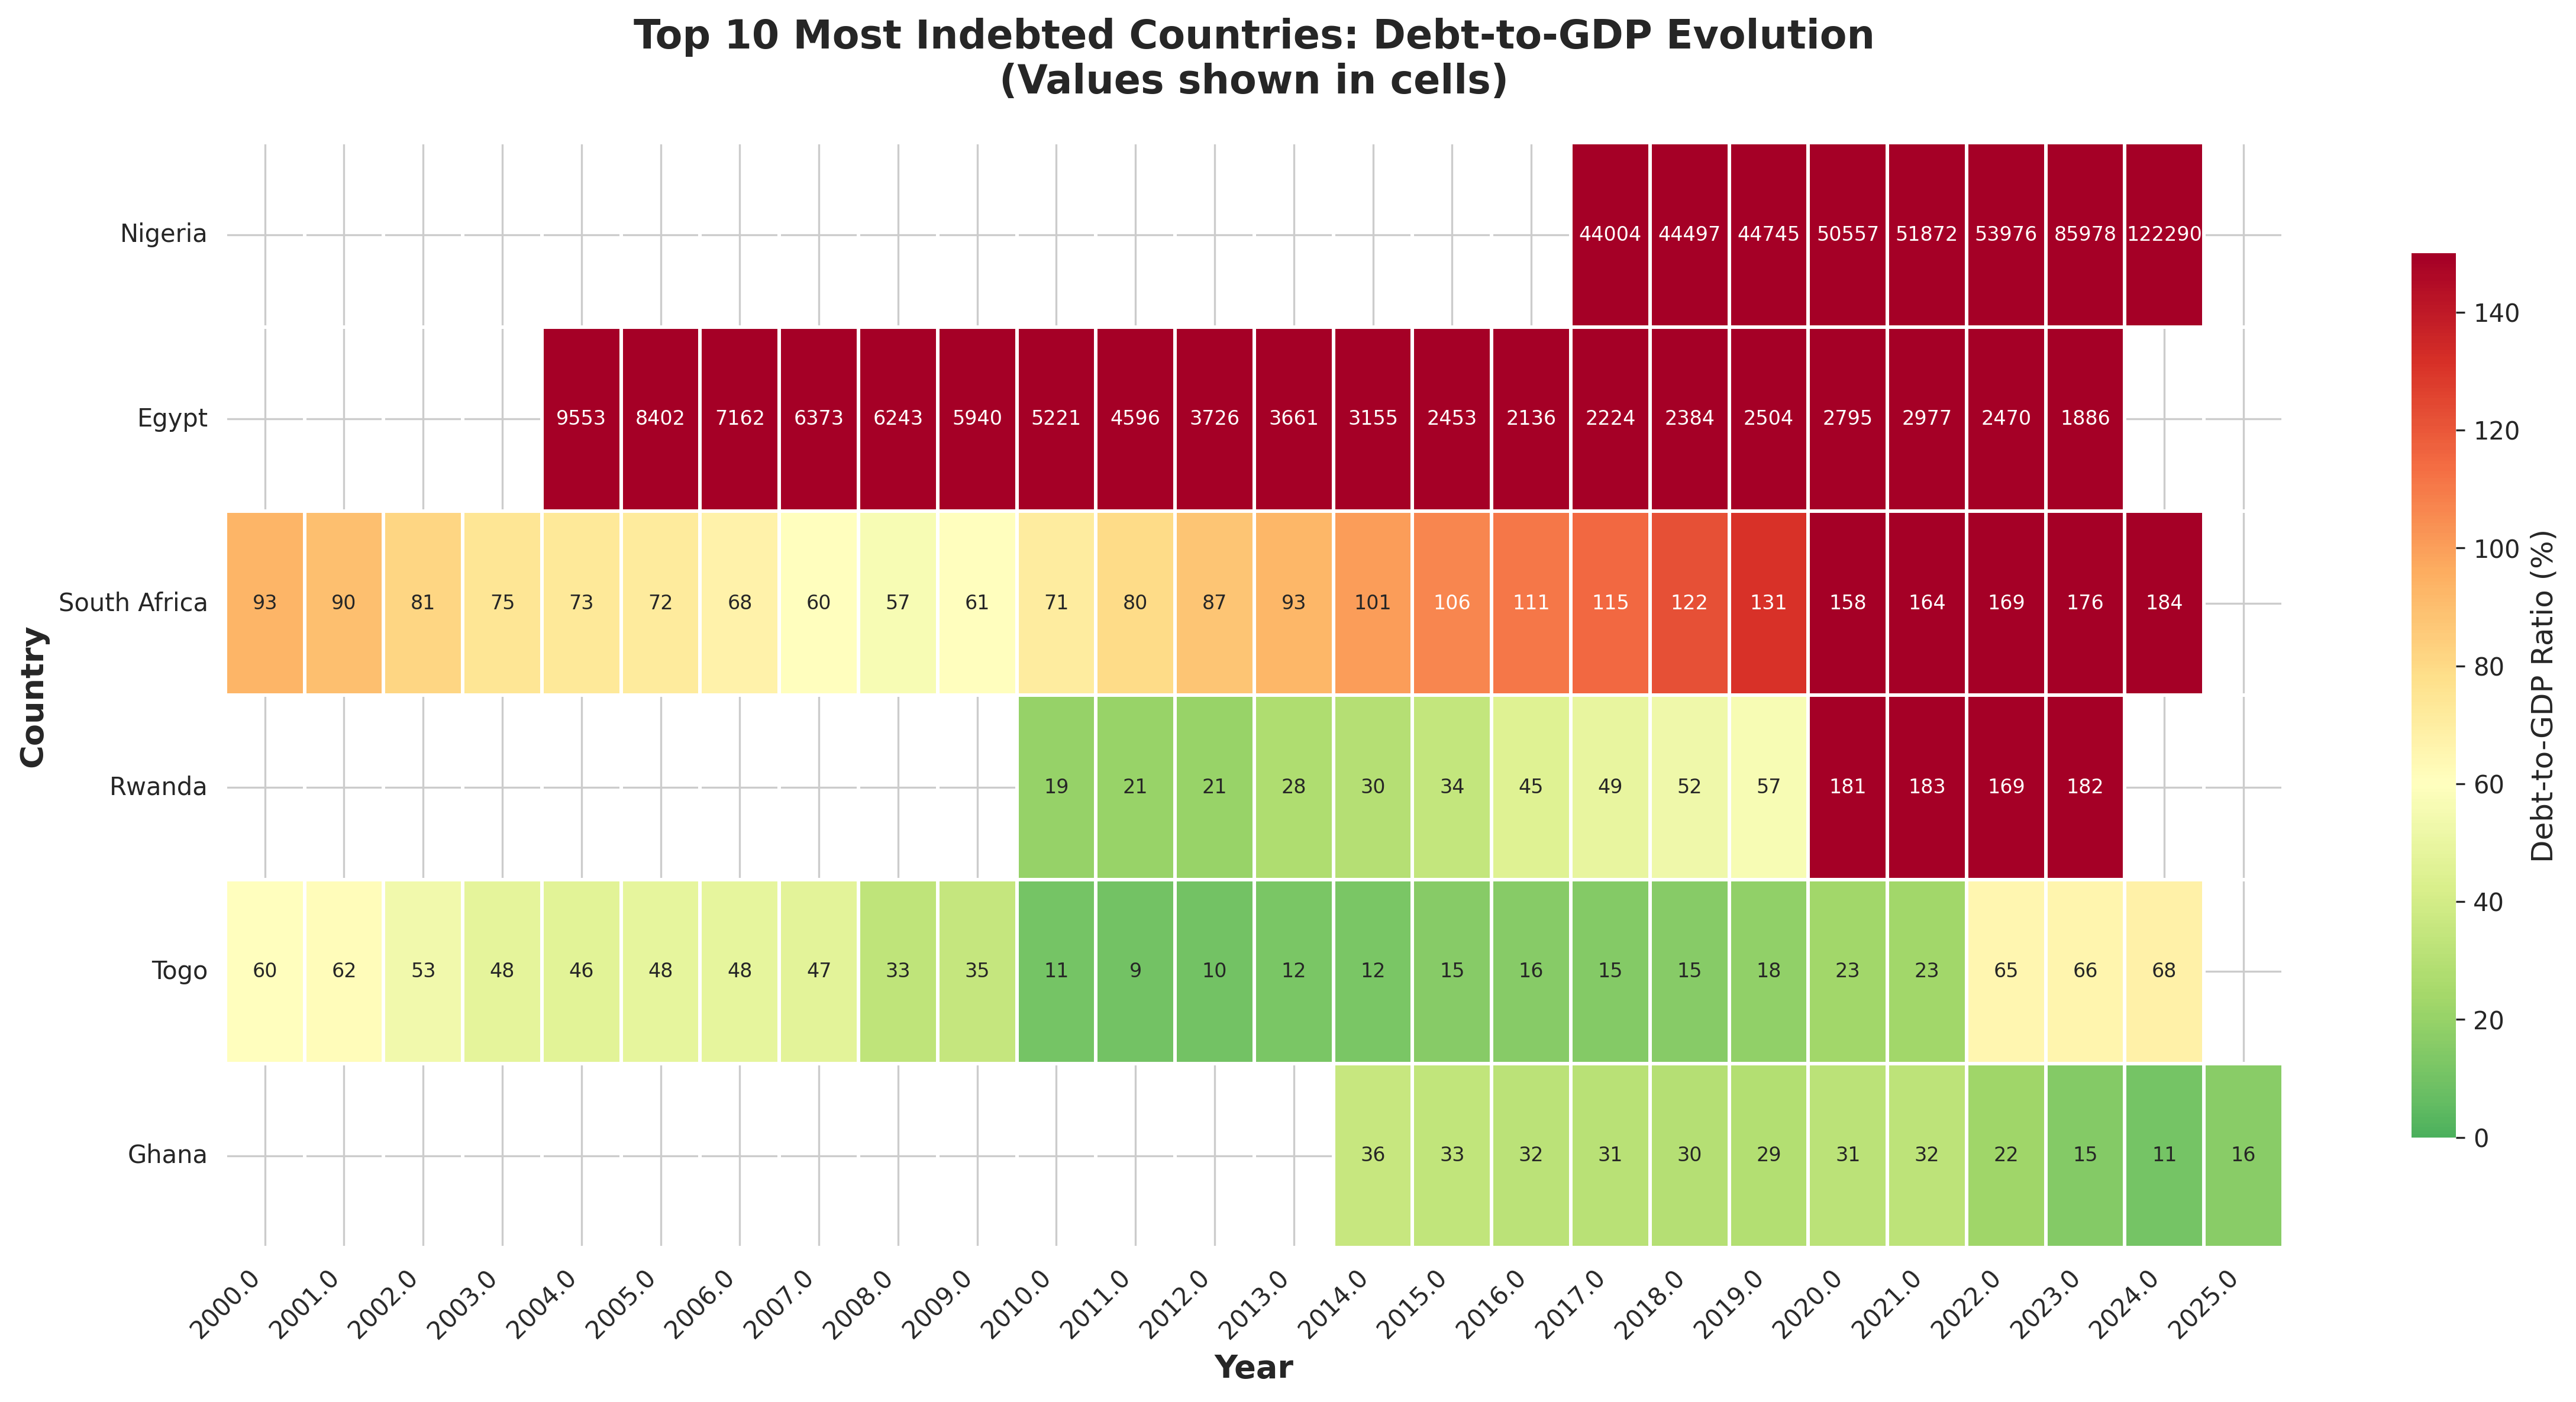 Top 10 Most Indebted Countries: Debt-to-GDP Evolution
(Values shown in cells)
Country
Nigeria 44004 44497 44745 50557 51872 53976 85978 122290
Egypt 9553 8402 7162 6373 6243 5940 5221 4596 3726 3661 3155 2453 2136 2224 2384 2504 2795 2977 2470 1886
South Africa 93 90 81 75 73 72 68 60 57 61 71 80 87 93 101 106 111 115 122 131 158 164 169 176 184
Rwanda 19 21 21 28 30 34 45 49 52 57 181 183 169 182
Togo 60 62 53 48 46 48 48 47 33 35 11 9 10 12 12 15 16 15 15 18 23 23 65 66 68
Ghana 36 33 32 31 30 29 31 32 22 15 11 16
2000.0 2001.0 2002.0 2003.0 2004.0 2005.0 2006.0 2007.0 2008.0 2009.0 2010.0 2011.0 2012.0 2013.0 2014.0 2015.0 2016.0 2017.0 2018.0 2019.0 2020.0 2021.0 2022.0 2023.0 2024.0 2025.0
Year
140
120
100
80
60
40
20
0
Debt-to-GDP Ratio (%)